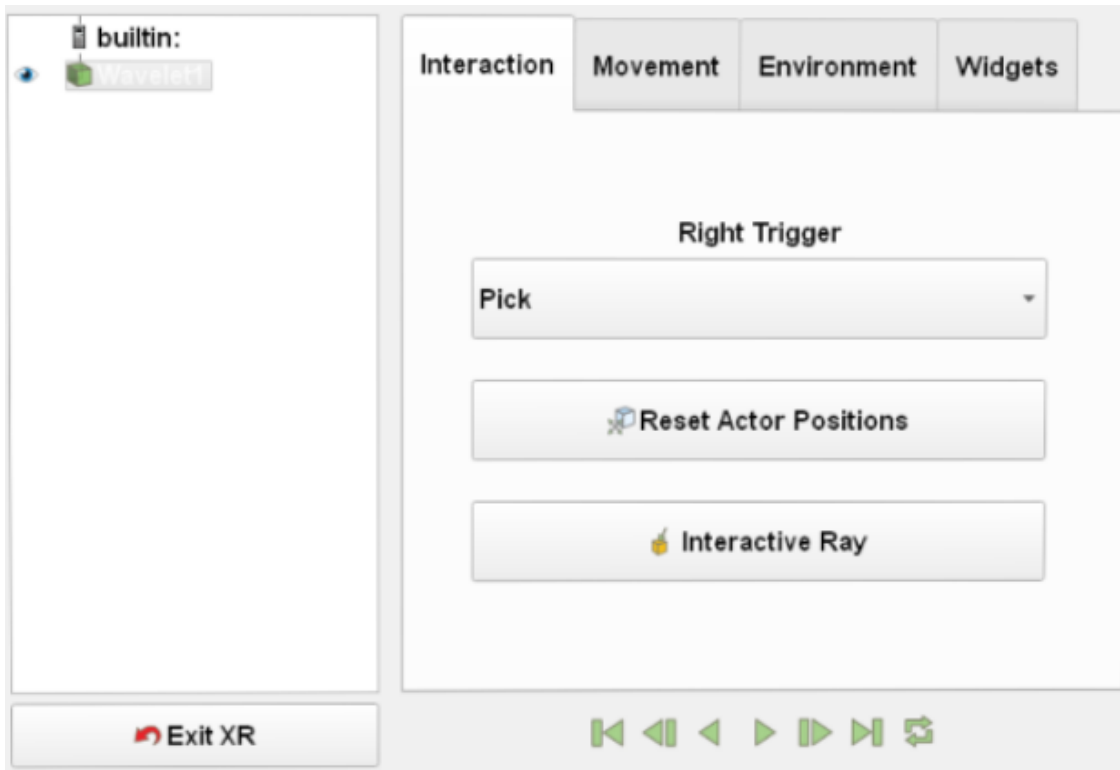 builtin:
Wavelet1
Interaction
Movement
Environment
Widgets
Right Trigger
Pick
Reset Actor Positions
Interactive Ray
Exit XR